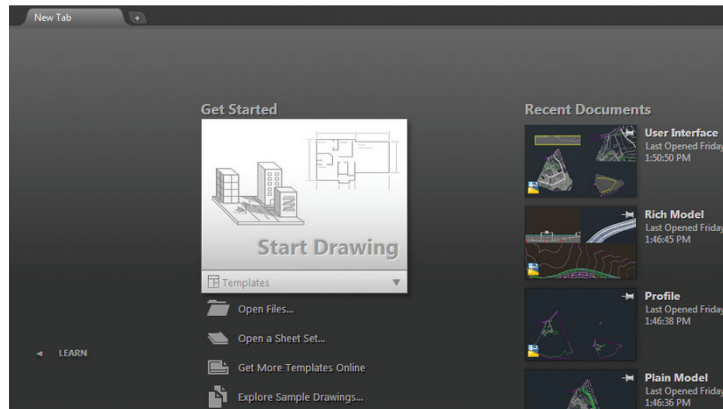 New Tab
+
Get Started
Start Drawing
Templates
Open Files...
Open a Sheet Set...
Get More Templates Online
Explore Sample Drawings...
LEARN
Recent Documents
User Interface
Last Opened Friday
1:50:50 PM
Rich Model
Last Opened Friday
1:46:45 PM
Profile
Last Opened Friday
1:46:38 PM
Plain Model
Last Opened Friday
1:46:36 PM